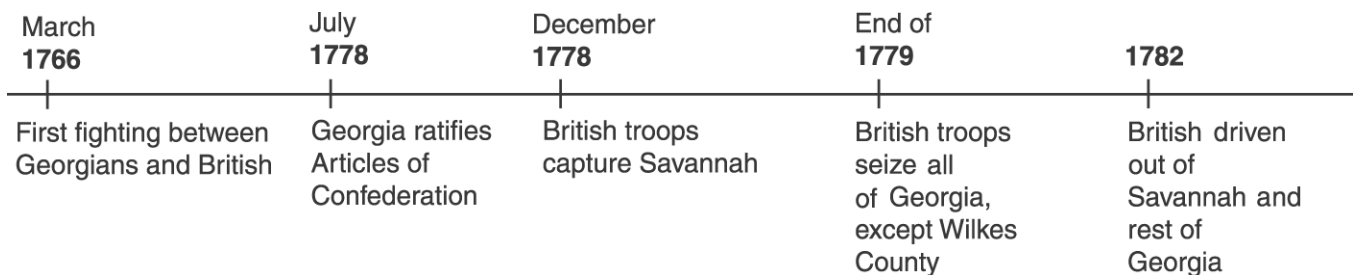 March
1766
First fighting between
Georgians and British
July
1778
Georgia ratifies
Articles of
Confederation
December
1778
British troops
capture Savannah
End of
1779
British troops
seize all
of Georgia,
except Wilkes
County
1782
British driven
out of
Savannah and
rest of
Georgia